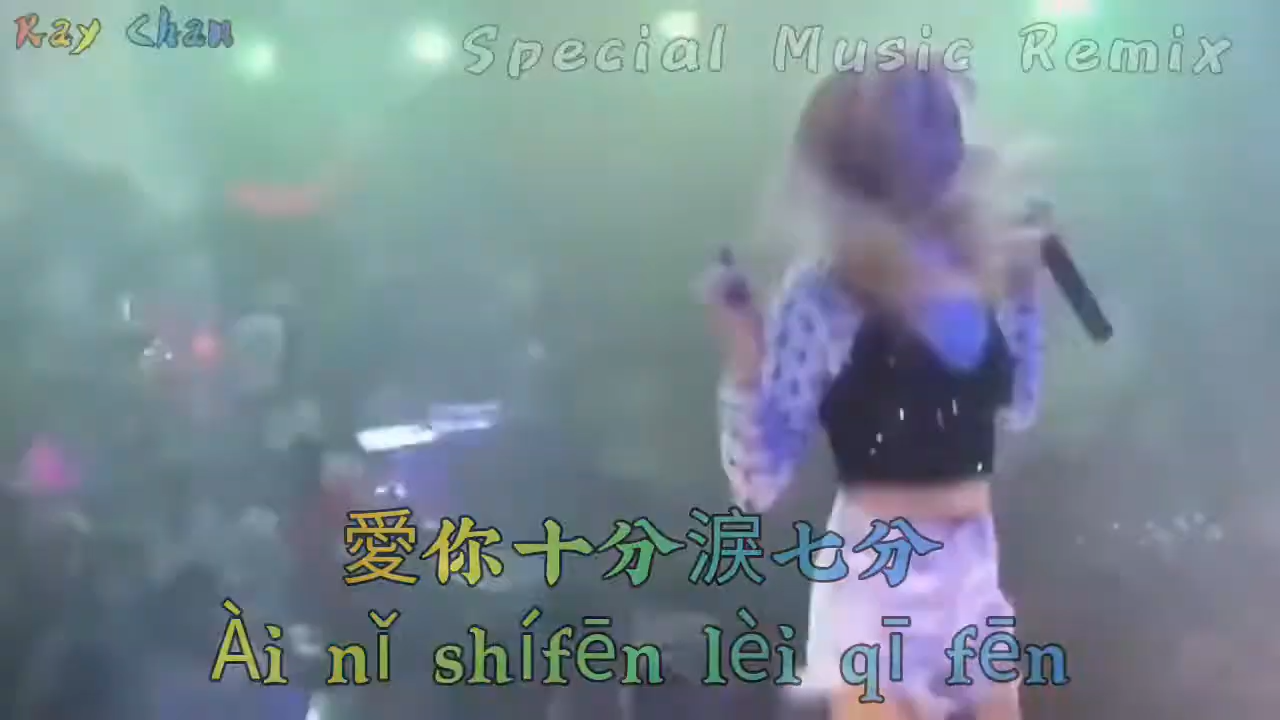 Ray Chan
Special Music Remix
愛你十分淚七分
Ài nǐ shífēn lèi qī fēn